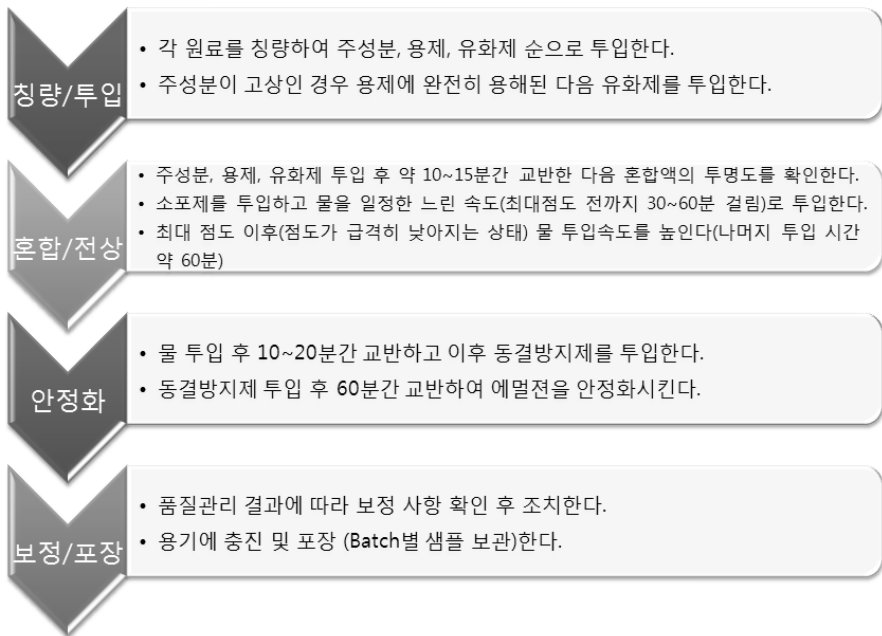 칭량/투입
• 각 원료를 칭량하여 주성분, 용제, 유화제 순으로 투입한다.
• 주성분이 고상인 경우 용제에 완전히 용해된 다음 유화제를 투입한다.
혼합/전상
• 주성분, 용제, 유화제 투입 후 약 10~15분간 교반한 다음 혼합액의 투명도를 확인한다.
• 소포제를 투입하고 물을 일정한 느린 속도(최대점도 전까지 30~60분 걸림)로 투입한다.
• 최대 점도 이후(점도가 급격히 낮아지는 상태) 물 투입속도를 높인다(나머지 투입 시간
약 60분)
안정화
• 물 투입 후 10~20분간 교반하고 이후 동결방지제를 투입한다.
• 동결방지제 투입 후 60분간 교반하여 에멀젼을 안정화시킨다.
보정/포장
• 품질관리 결과에 따라 보정 사항 확인 후 조치한다.
• 용기에 충진 및 포장 (Batch별 샘플 보관)한다.